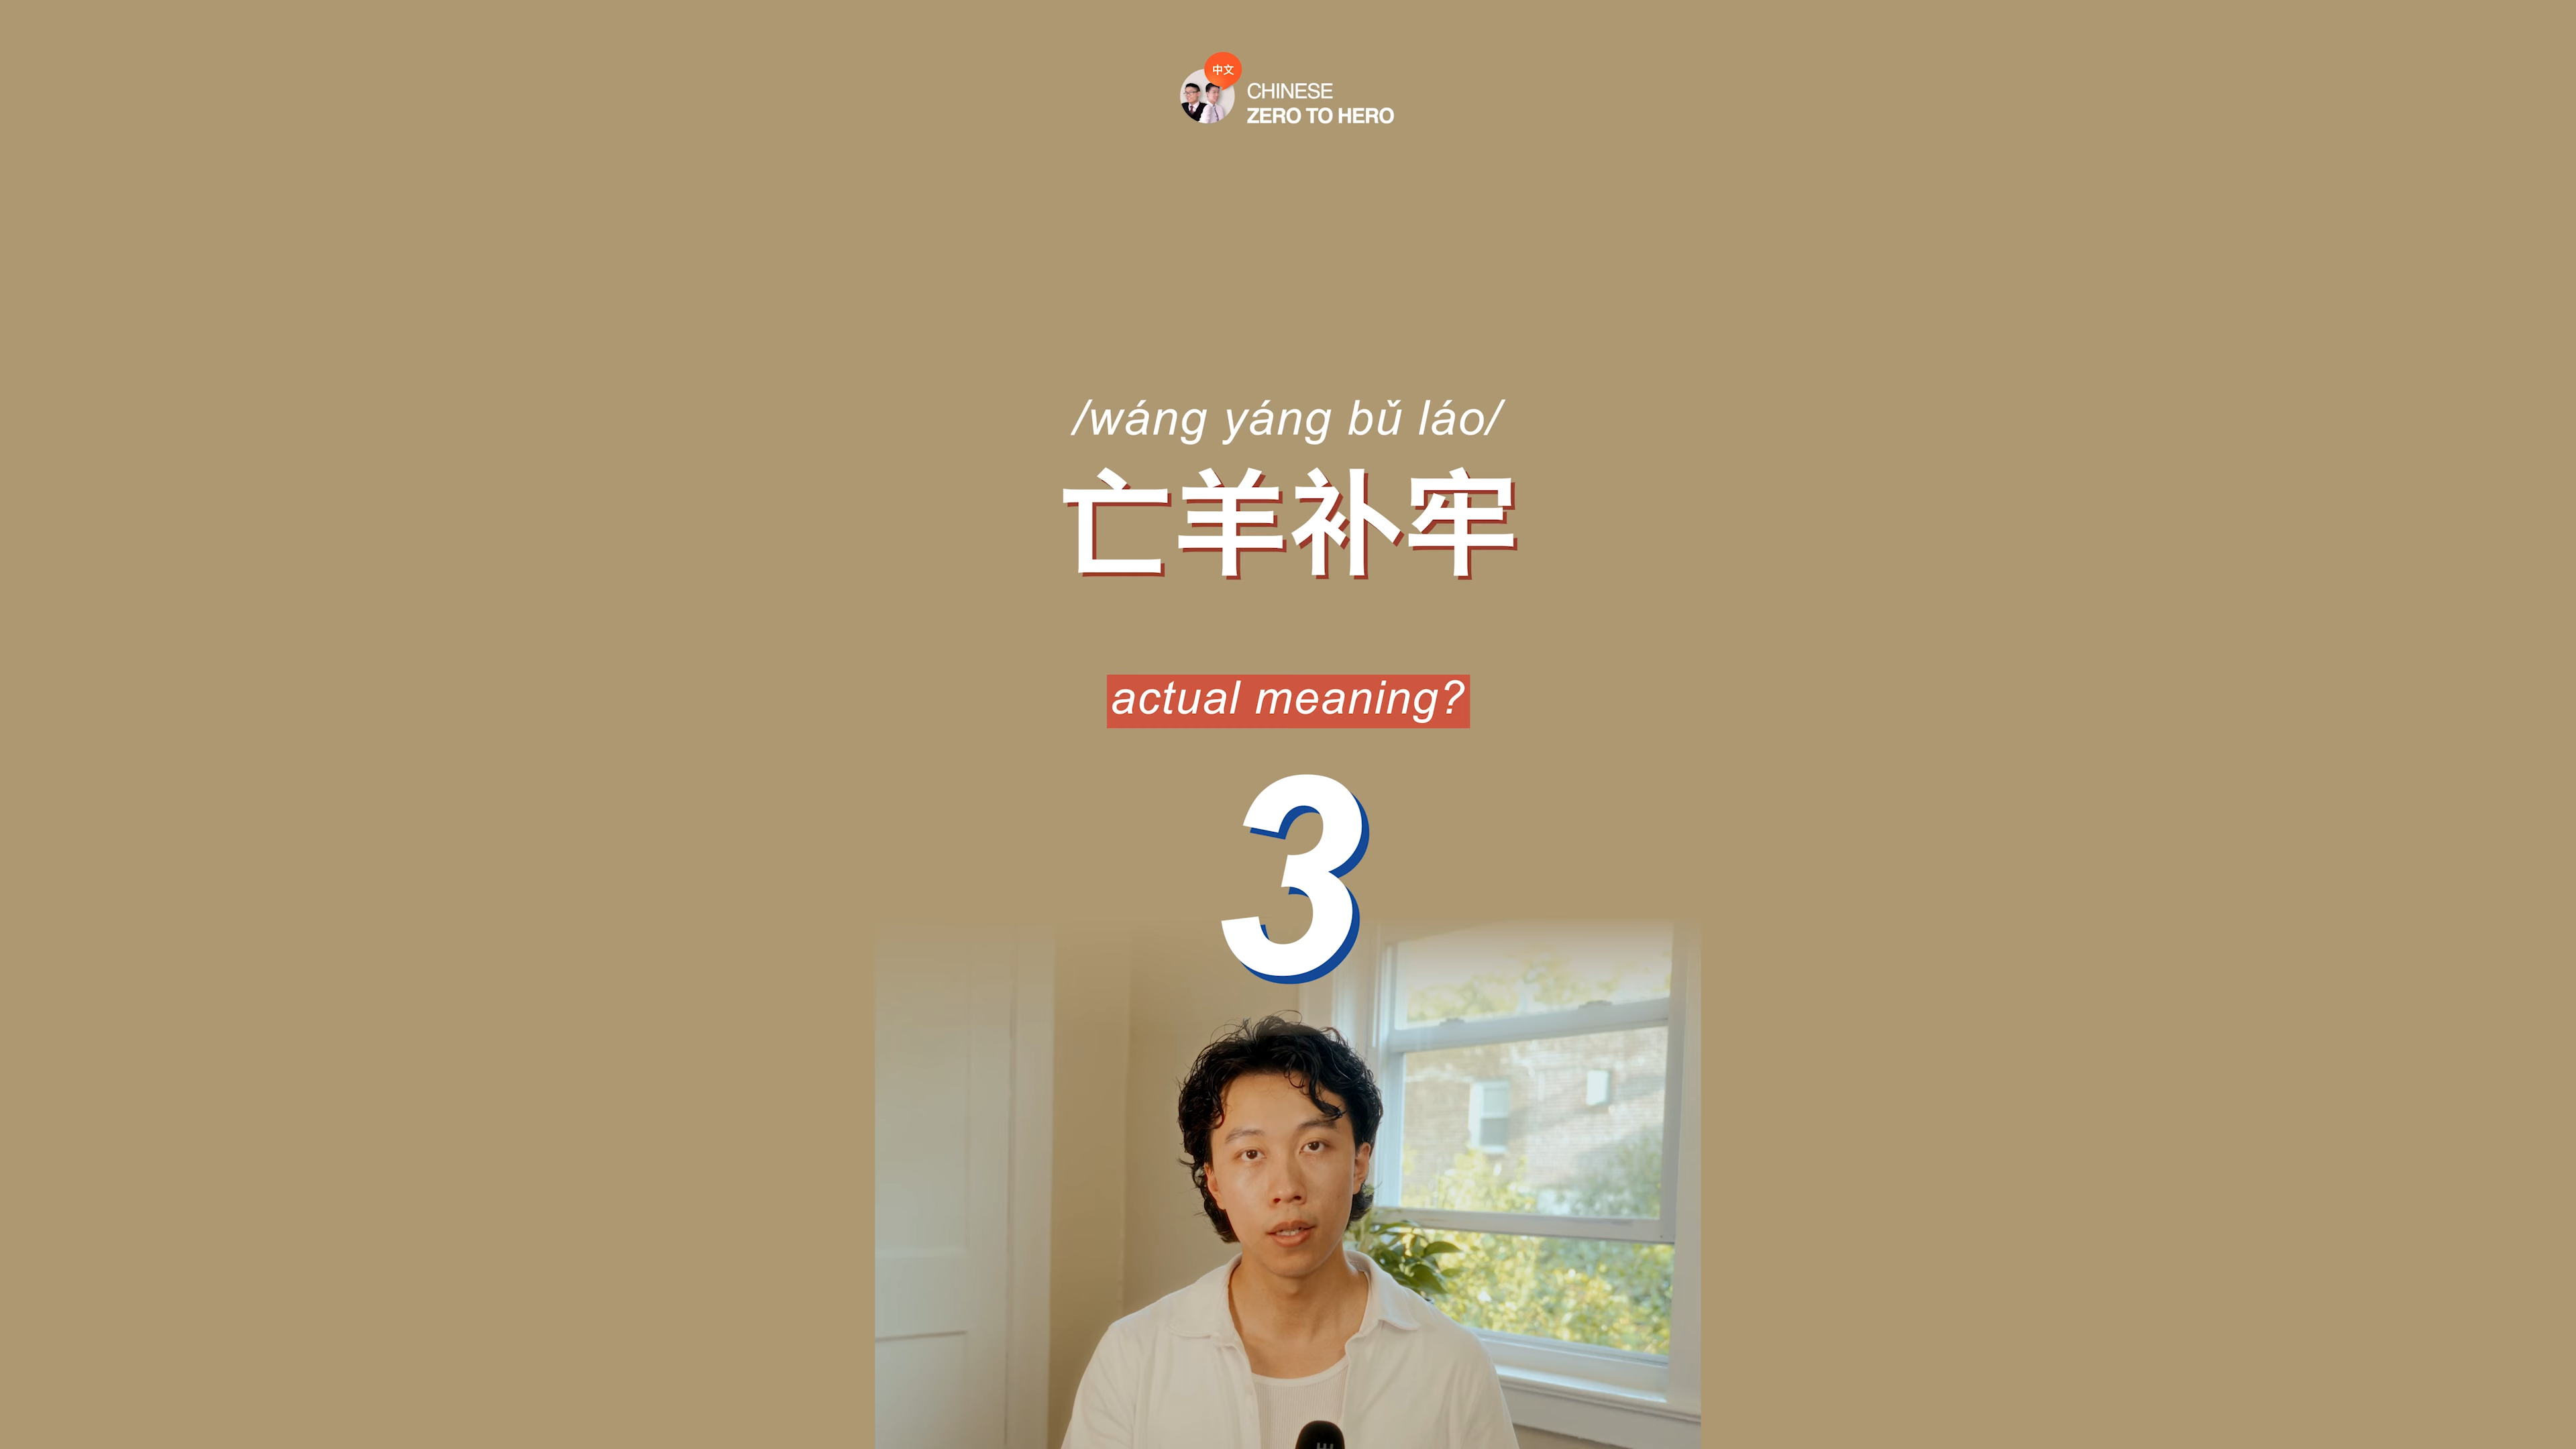 中文
CHINESE
ZERO TO HERO
/wáng yáng bǔ láo/
亡羊补牢
actual meaning?
3